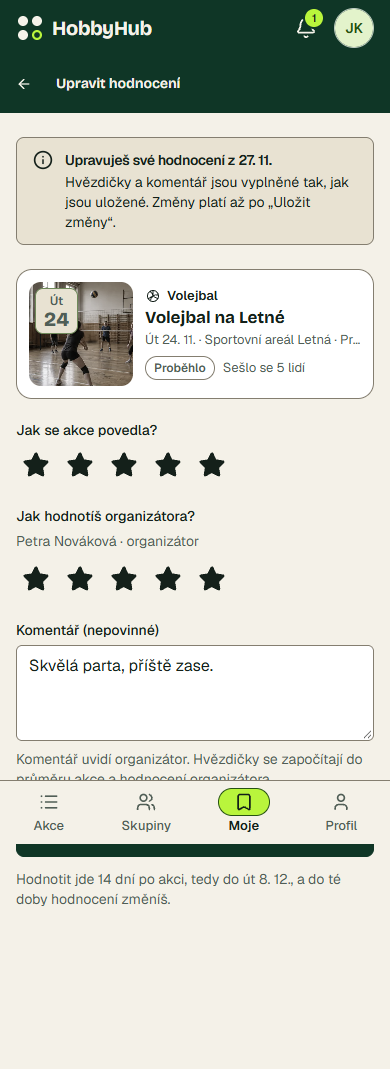 HobbyHub
1
JK
Upravit hodnocení
Upravuješ své hodnocení z 27. 11.
Hvězdičky a komentář jsou vyplněné tak, jak
jsou uložené. Změny platí až po „Uložit
změny“.
Út
24
Volejbal
Volejbal na Letné
Út 24. 11. · Sportovní areál Letná · Pr…
Proběhlo
Sešlo se 5 lidí
Jak se akce povedla?
Jak hodnotíš organizátora?
Petra Nováková · organizátor
Komentář (nepovinné)
Skvělá parta, příště zase.
Komentář uvidí organizátor. Hvězdičky se započítají do
průměru akce a hodnocení organizátora.
Akce
Skupiny
Moje
Profil
Hodnotit jde 14 dní po akci, tedy do út 8. 12., a do té
doby hodnocení změníš.